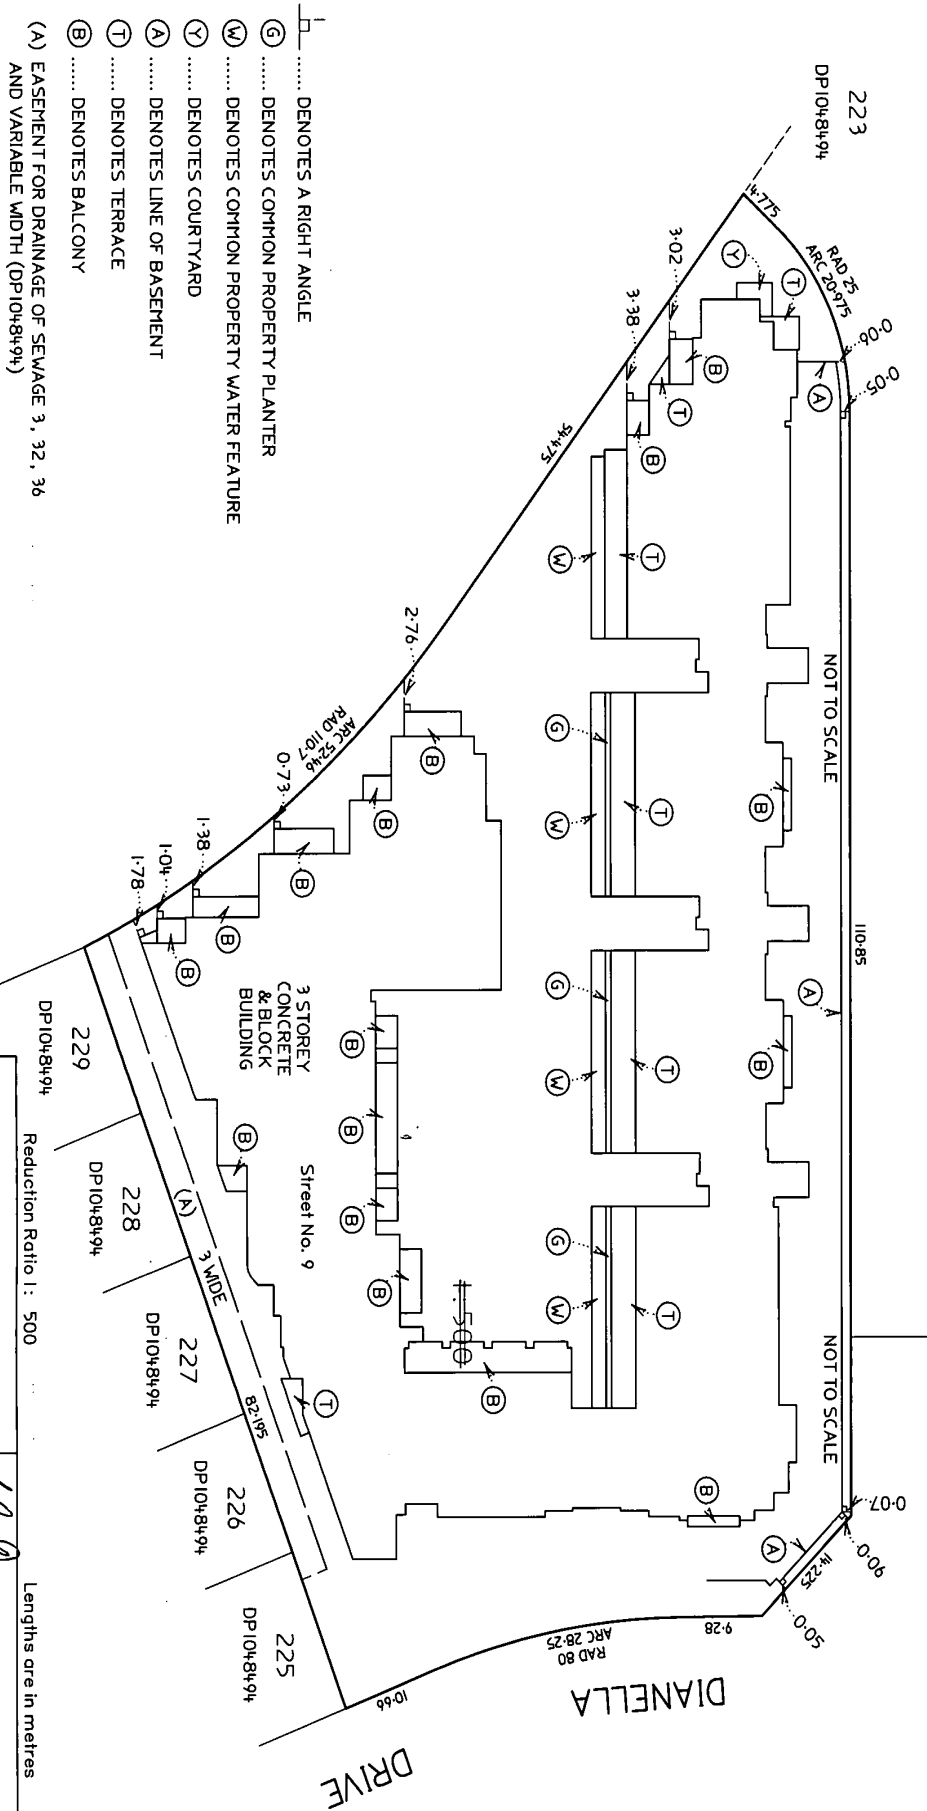 223
DP1048494
14·775
RAD 25
ARC 20·975
0·06
0·05
3·02
3·38
Y
T
A
B
T
B
54·475
W
T
NOT TO SCALE
110·85
2·76
ARC 52·46
RAD 110·7
0·73
1·38
1·04
1·78
B
B
B
B
B
G
W
T
B
A
G
W
T
B
3 STOREY
CONCRETE
& BLOCK
BUILDING
Street No. 9
B
B
B
B
B
1:500
B
G
W
T
NOT TO SCALE
0·07
0·06
14·225
0·05
A
B
T
(A) 3 WIDE
82·195
9·28
RAD 80
ARC 28·25
10·66
DIANELLA
DRIVE
229
DP1048494
228
DP1048494
227
DP1048494
226
DP1048494
225
DP1048494
...... DENOTES A RIGHT ANGLE
G ...... DENOTES COMMON PROPERTY PLANTER
W ...... DENOTES COMMON PROPERTY WATER FEATURE
Y ...... DENOTES COURTYARD
A ...... DENOTES LINE OF BASEMENT
T ...... DENOTES TERRACE
B ...... DENOTES BALCONY
(A) EASEMENT FOR DRAINAGE OF SEWAGE 3, 32, 36
AND VARIABLE WIDTH (DP1048494)
Reduction Ratio 1: 500
Lengths are in metres